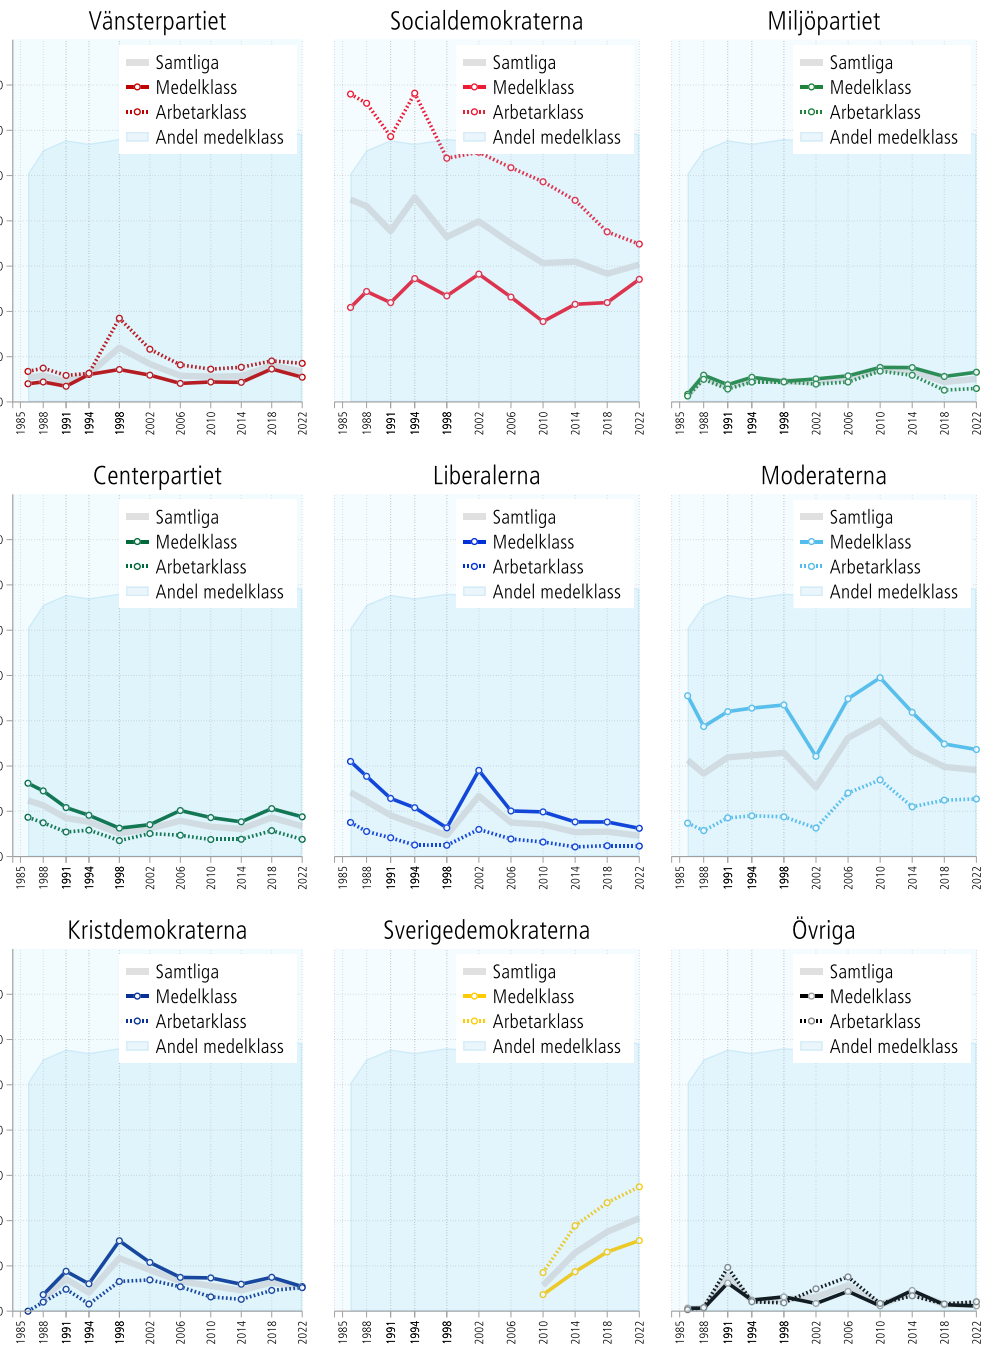 Vänsterpartiet
Socialdemokraterna
Miljöpartiet
Samtliga
Medelklass
Arbetarklass
Andel medelklass
Samtliga
Medelklass
Arbetarklass
Andel medelklass
Samtliga
Medelklass
Arbetarklass
Andel medelklass
1985 1988 1991 1994 1998 2002 2006 2010 2014 2018 2022
1985 1988 1991 1994 1998 2002 2006 2010 2014 2018 2022
1985 1988 1991 1994 1998 2002 2006 2010 2014 2018 2022
Centerpartiet
Liberalerna
Moderaterna
Samtliga
Medelklass
Arbetarklass
Andel medelklass
Samtliga
Medelklass
Arbetarklass
Andel medelklass
Samtliga
Medelklass
Arbetarklass
Andel medelklass
1985 1988 1991 1994 1998 2002 2006 2010 2014 2018 2022
1985 1988 1991 1994 1998 2002 2006 2010 2014 2018 2022
1985 1988 1991 1994 1998 2002 2006 2010 2014 2018 2022
Kristdemokraterna
Sverigedemokraterna
Övriga
Samtliga
Medelklass
Arbetarklass
Andel medelklass
Samtliga
Medelklass
Arbetarklass
Andel medelklass
Samtliga
Medelklass
Arbetarklass
Andel medelklass
1985 1988 1991 1994 1998 2002 2006 2010 2014 2018 2022
1985 1988 1991 1994 1998 2002 2006 2010 2014 2018 2022
1985 1988 1991 1994 1998 2002 2006 2010 2014 2018 2022